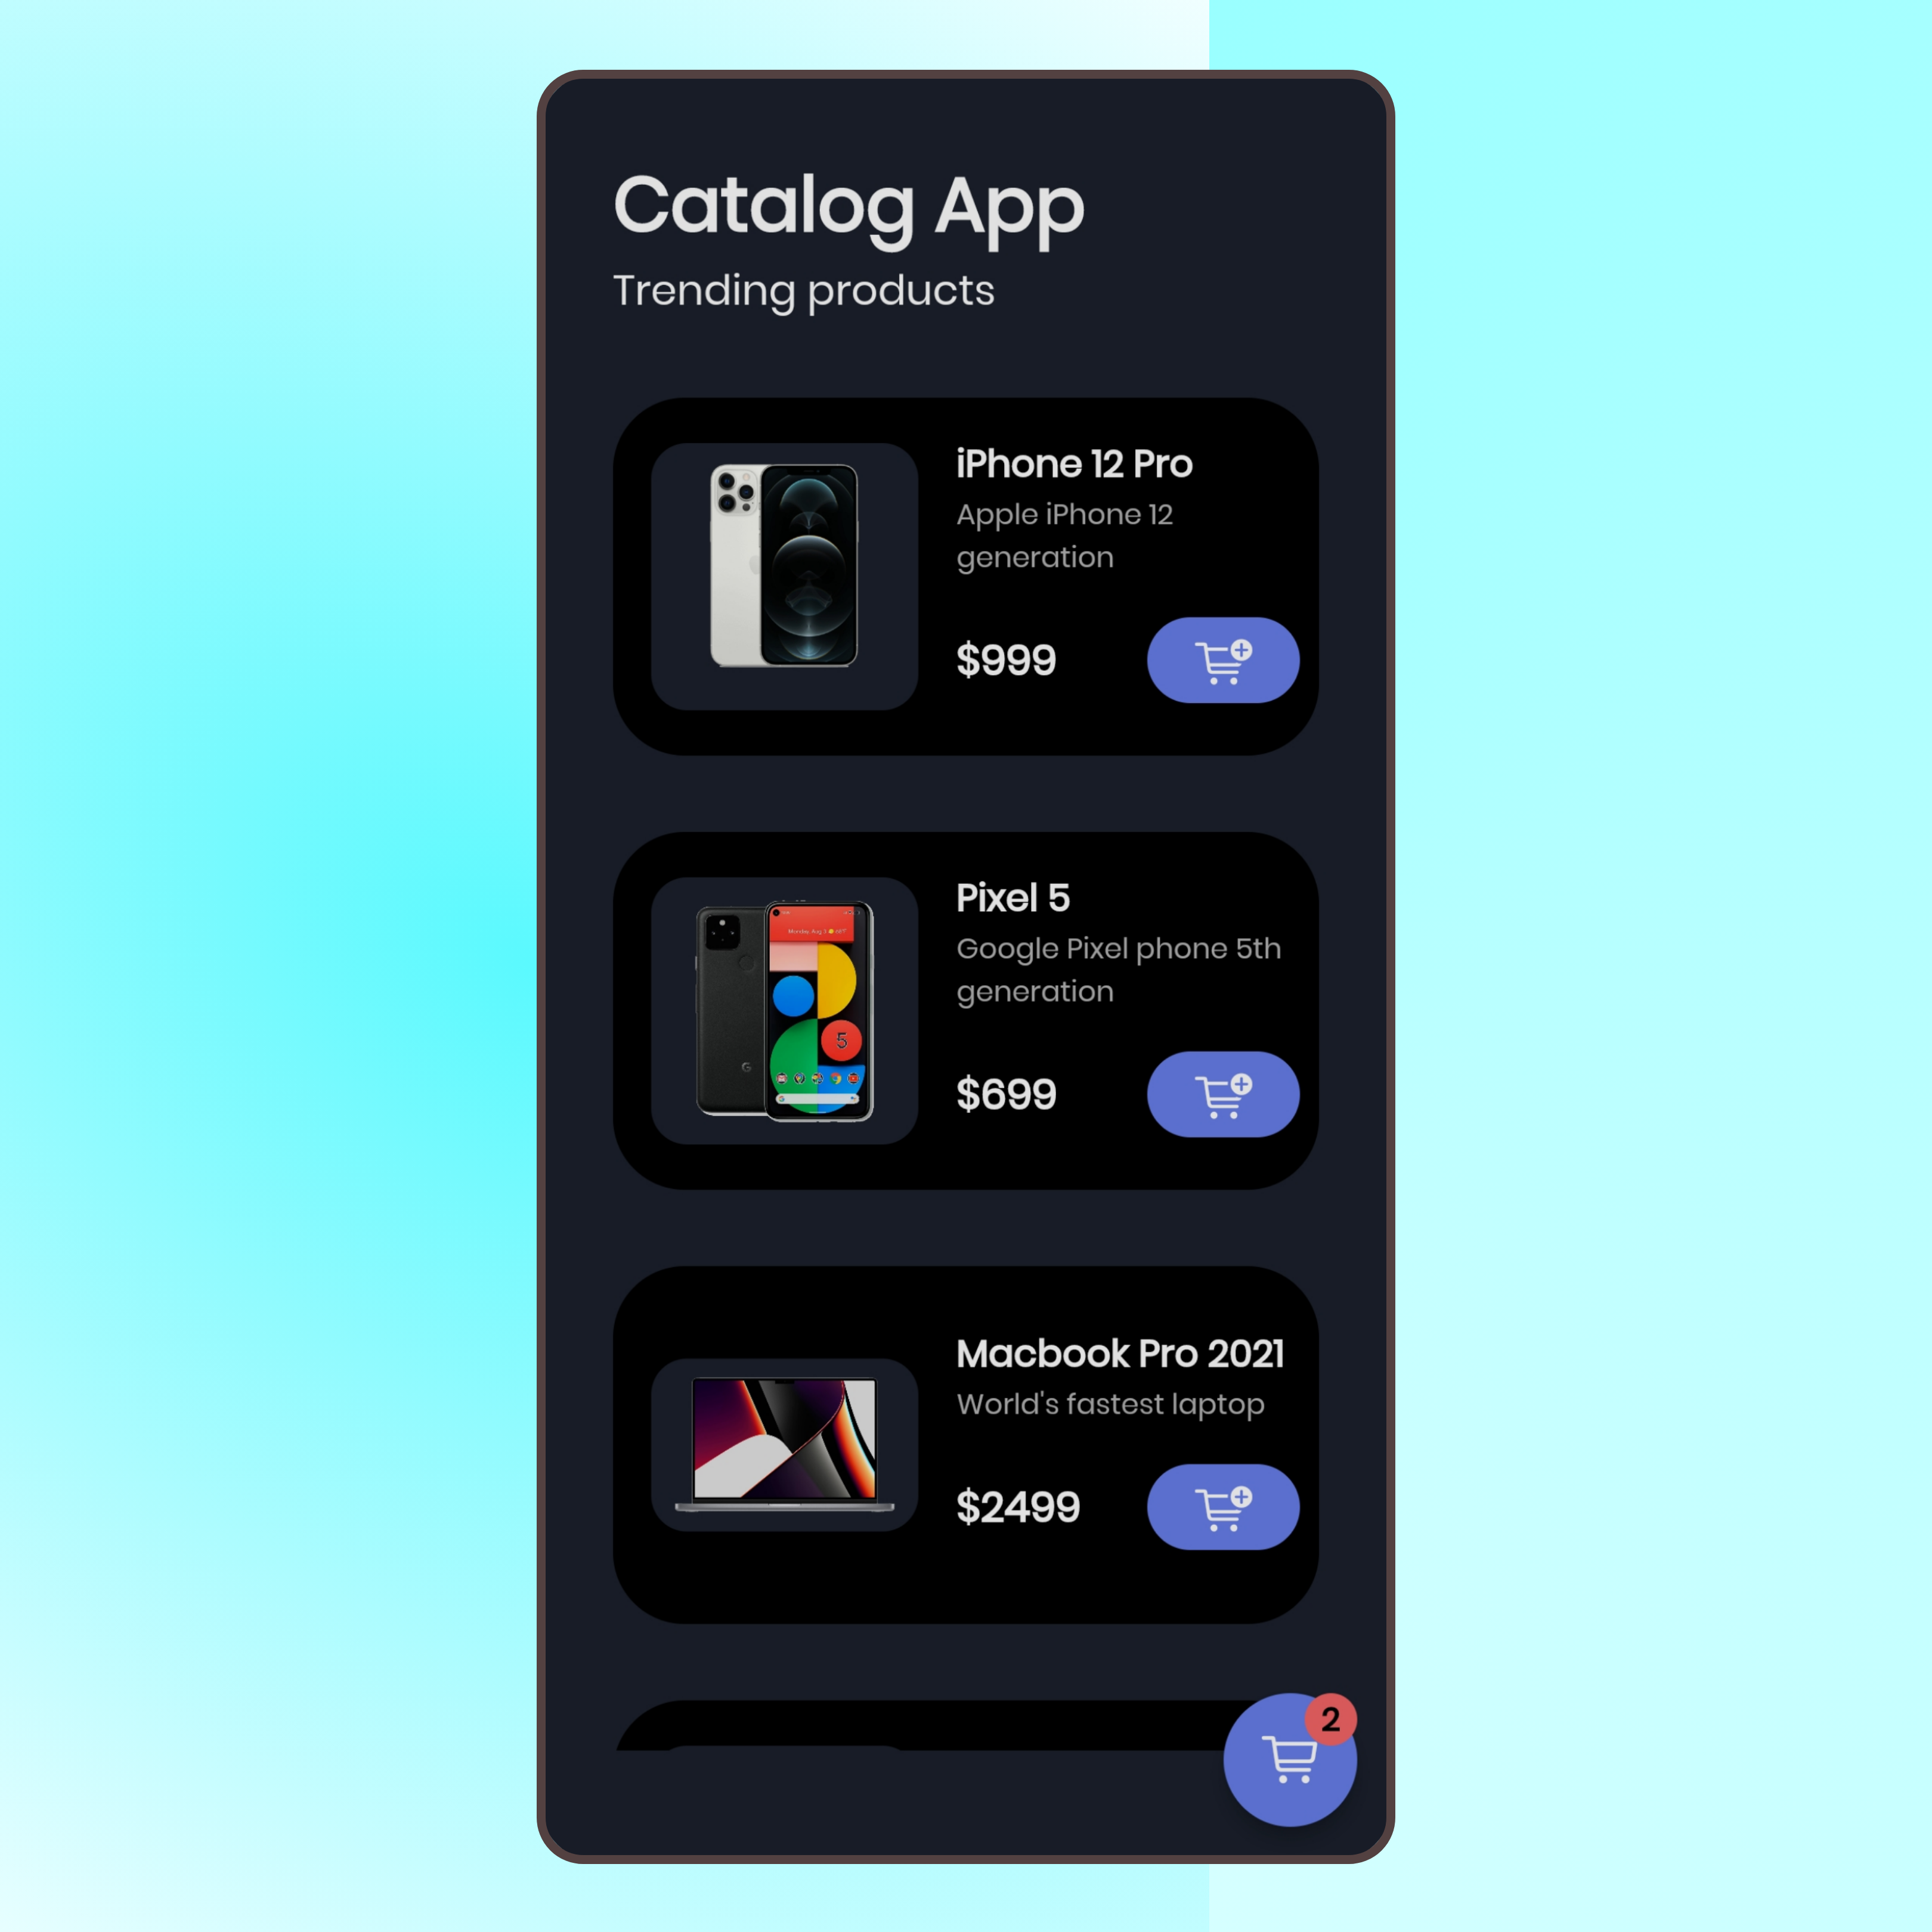 Catalog App
Trending products
iPhone 12 Pro
Apple iPhone 12
generation
$999
Pixel 5
Google Pixel phone 5th
generation
$699
5
G
Macbook Pro 2021
World's fastest laptop
$2499
2